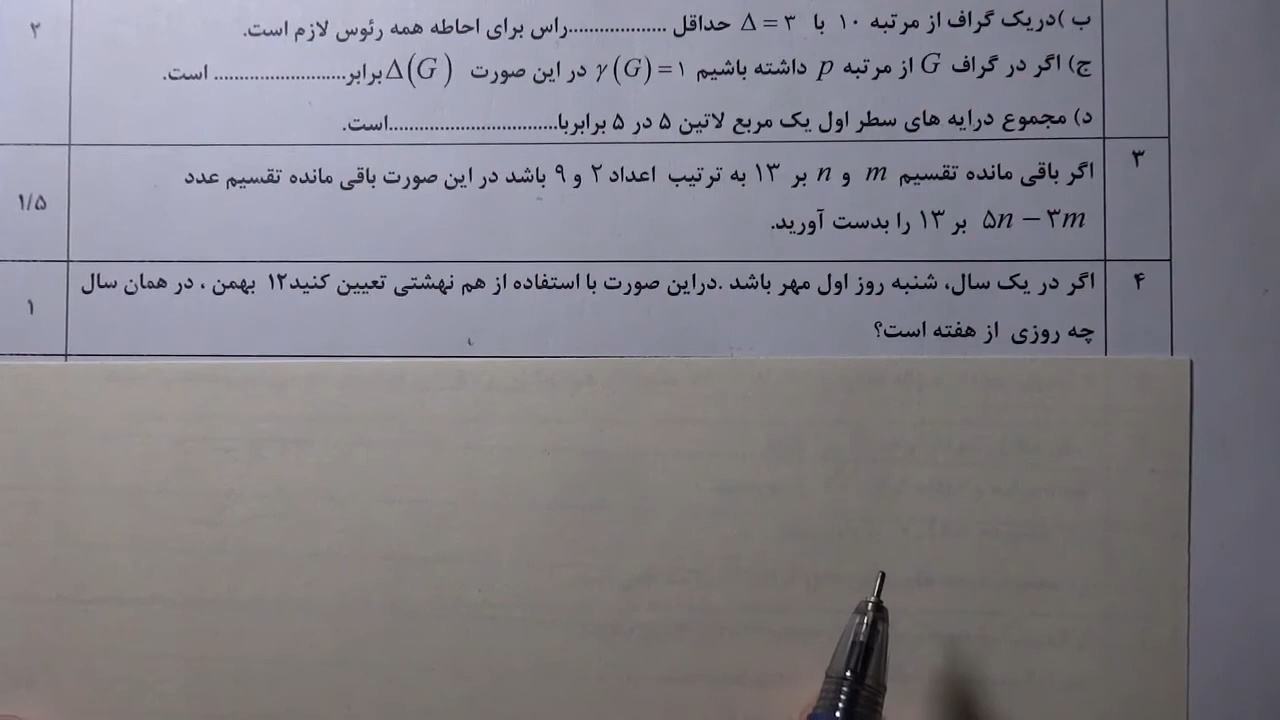 ب )دریک گراف از مرتبه ۱۰ با Δ = ۳ حداقل ...................راس برای احاطه همه رئوس لازم است.
۲
ج) اگر در گراف G از مرتبه p داشته باشیم γ(G) = ۱ در این صورت Δ(G) برابر.......................... است.
د) مجموع درایه های سطر اول یک مربع لاتین ۵ در ۵ برابربا.................................است.
۳
اگر باقی مانده تقسیم m و n بر ۱۳ به ترتیب اعداد ۲ و ۹ باشد در این صورت باقی مانده تقسیم عدد
۱/۵
۵n − ۳m بر ۱۳ را بدست آورید.
۴
اگر در یک سال، شنبه روز اول مهر باشد .دراین صورت با استفاده از هم نهشتی تعیین کنید۱۲ بهمن ، در همان سال
۱
چه روزی از هفته است؟